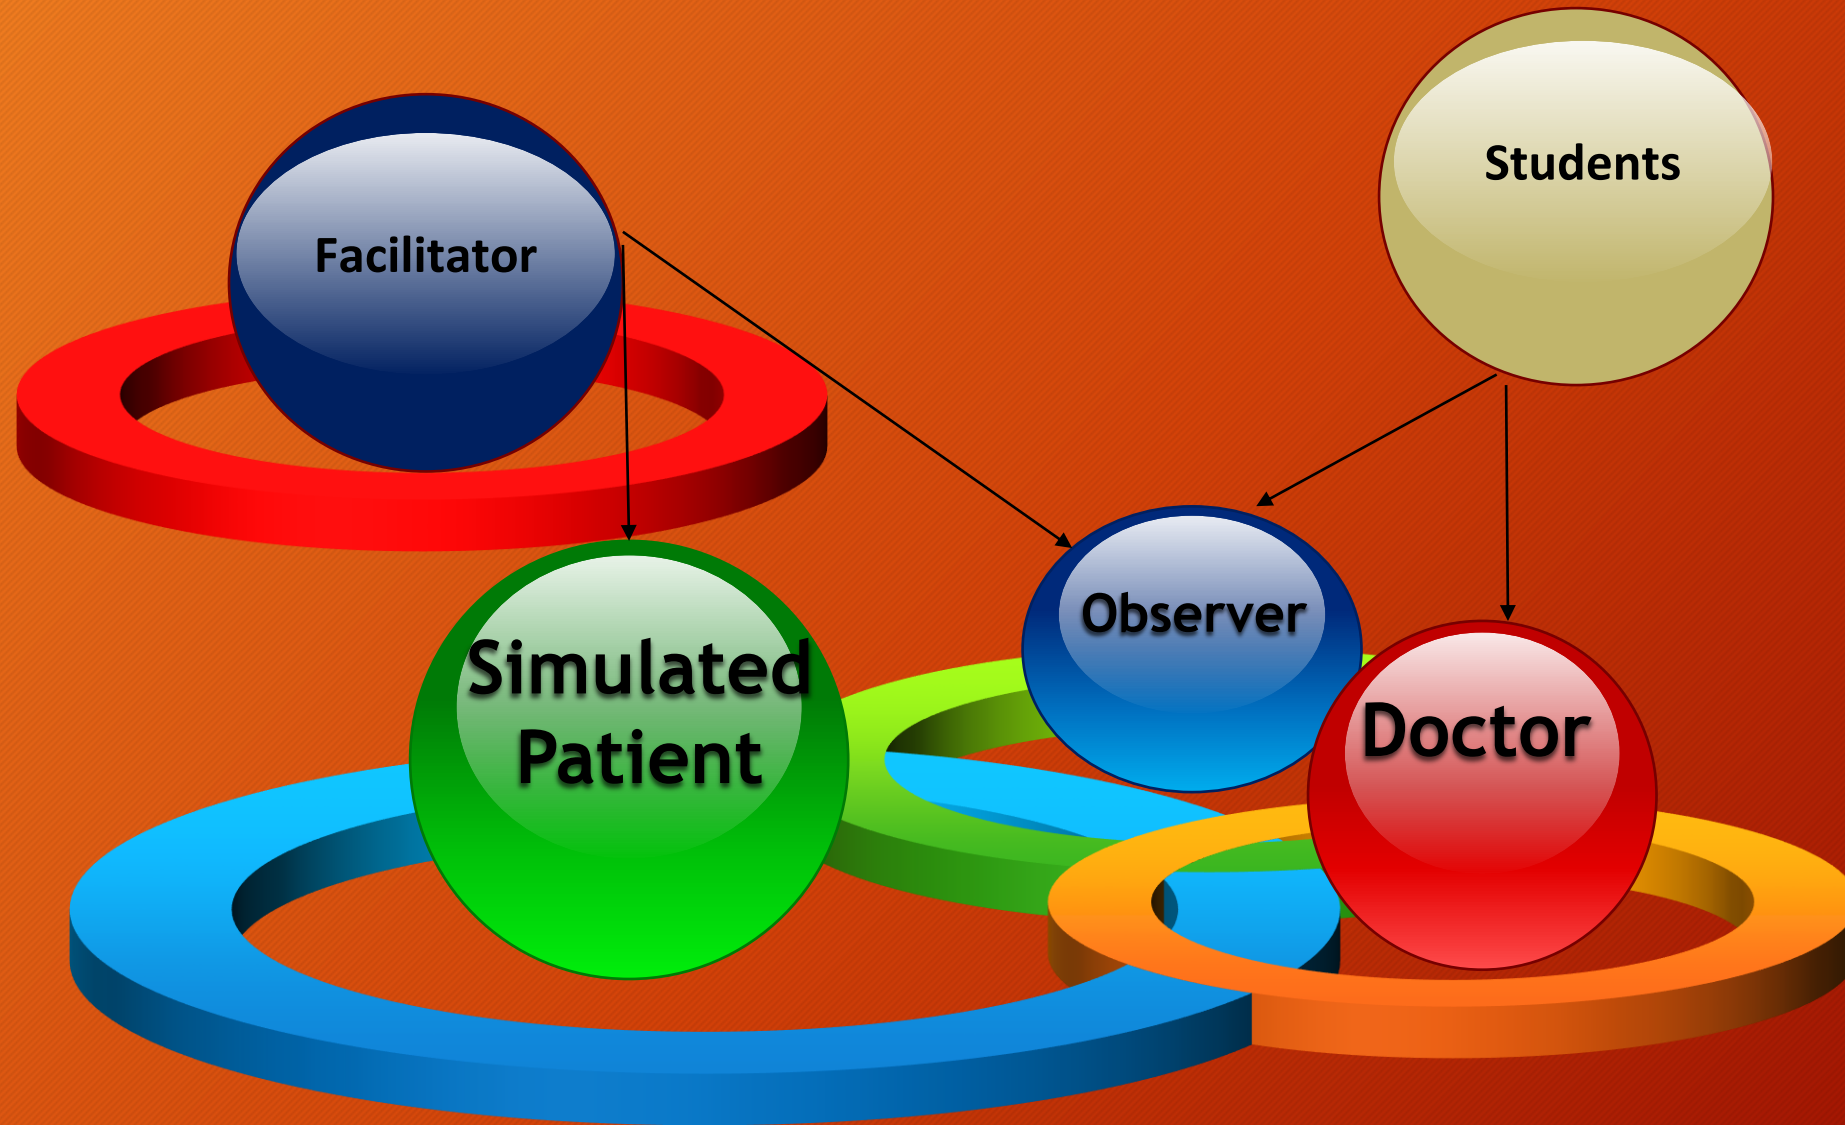 Students
Facilitator
Observer
Simulated
Patient
Doctor